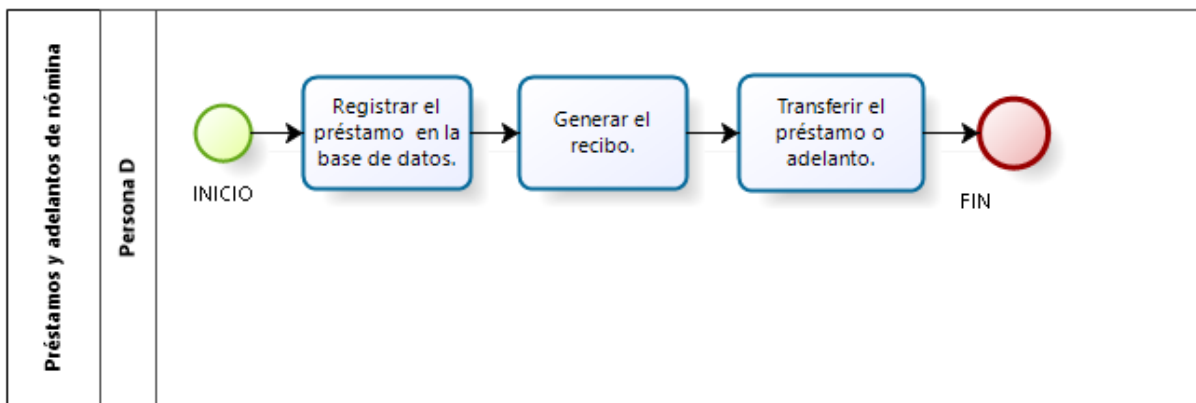 Préstamos y adelantos de nómina
Persona D
INICIO
Registrar el
préstamo en la
base de datos.
Generar el
recibo.
Transferir el
préstamo o
adelanto.
FIN